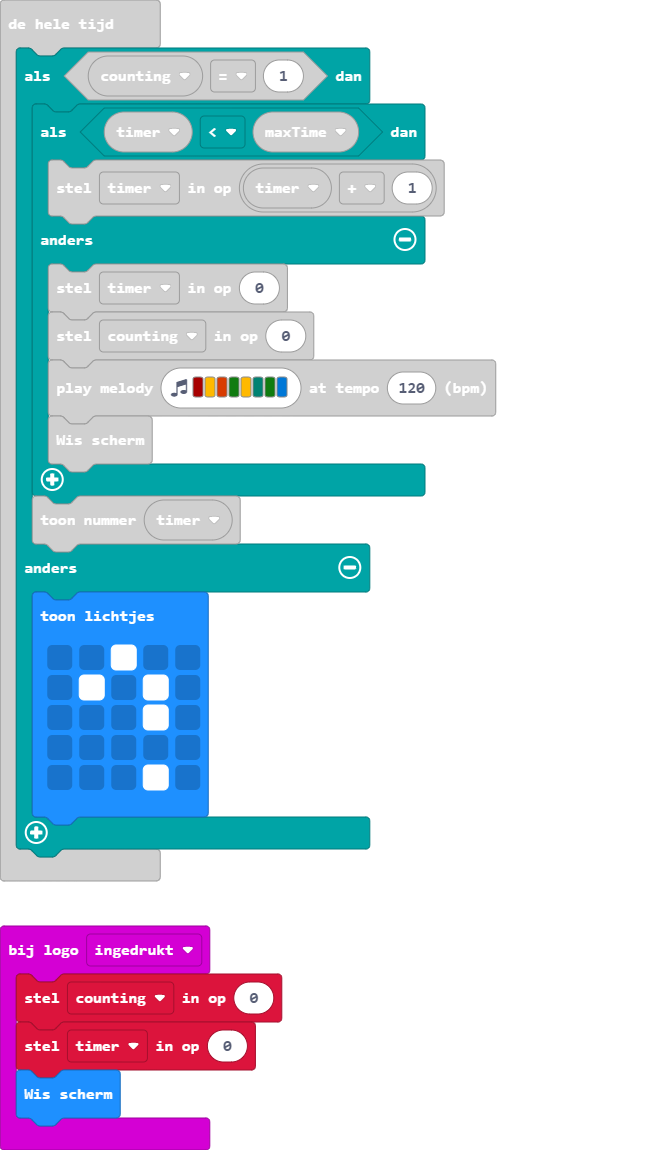 de hele tijd
als counting = 1 dan
als timer < maxTime dan
stel timer in op timer + 1
anders
stel timer in op 0
stel counting in op 0
play melody at tempo 120 (bpm)
Wis scherm
toon nummer timer
anders
toon lichtjes
bij logo ingedrukt
stel counting in op 0
stel timer in op 0
Wis scherm